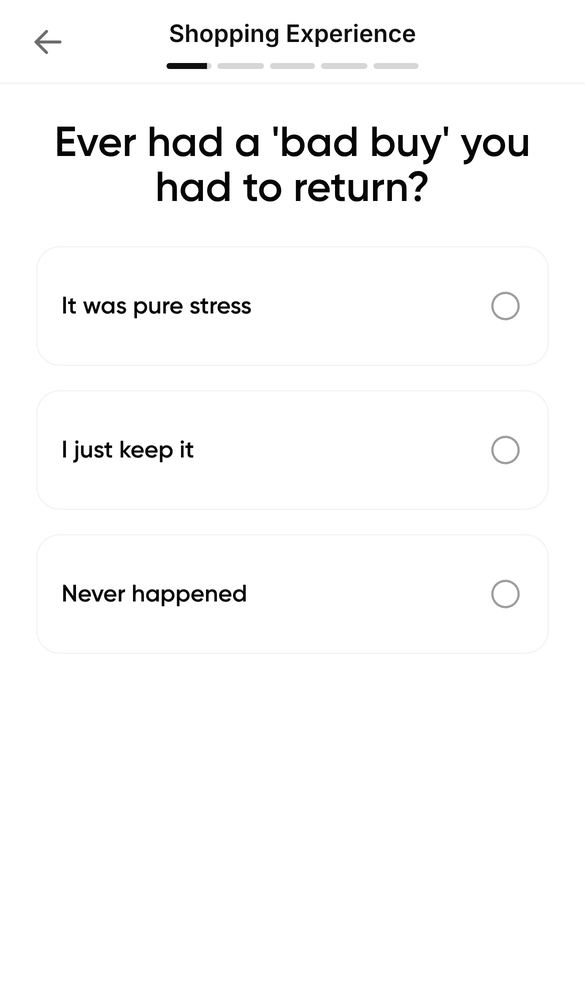 Shopping Experience
Ever had a 'bad buy' you
had to return?
It was pure stress
I just keep it
Never happened